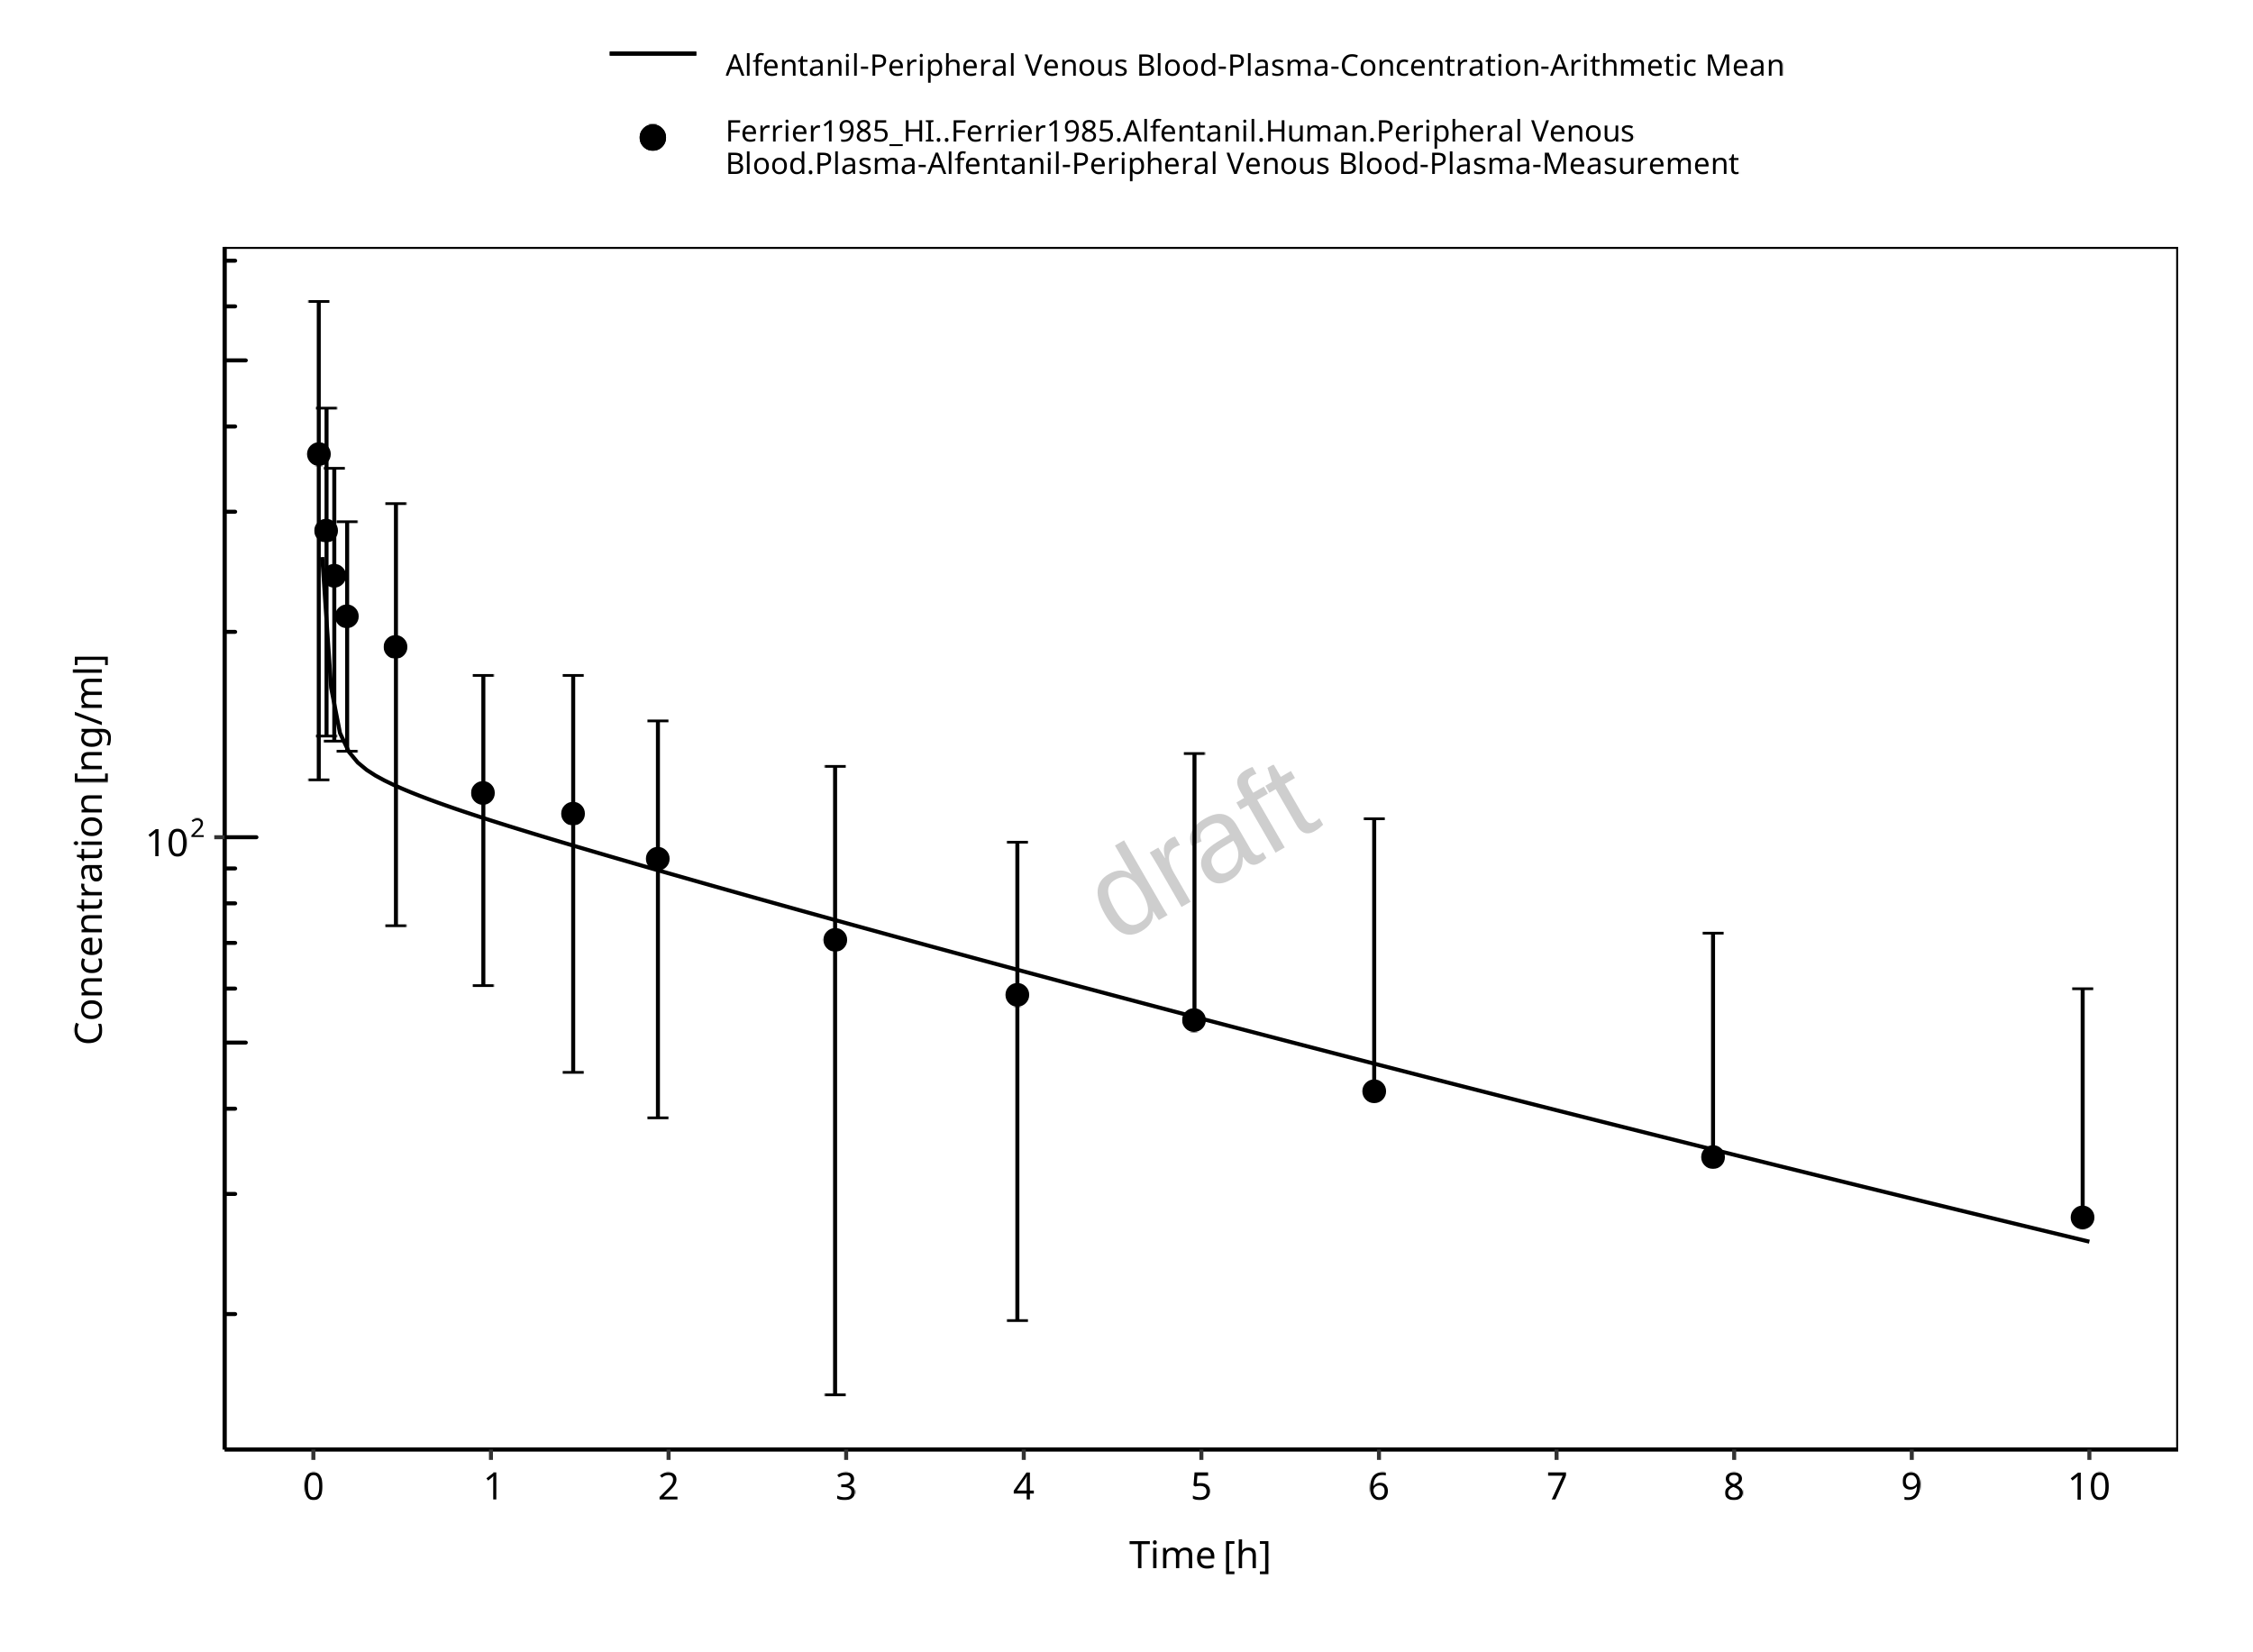 Alfentanil-Peripheral Venous Blood-Plasma-Concentration-Arithmetic Mean
Ferrier1985_HI..Ferrier1985.Alfentanil.Human.Peripheral Venous
Blood.Plasma-Alfentanil-Peripheral Venous Blood-Plasma-Measurement
Concentration [ng/ml]
10²
draft
0 1 2 3 4 5 6 7 8 9 10
Time [h]